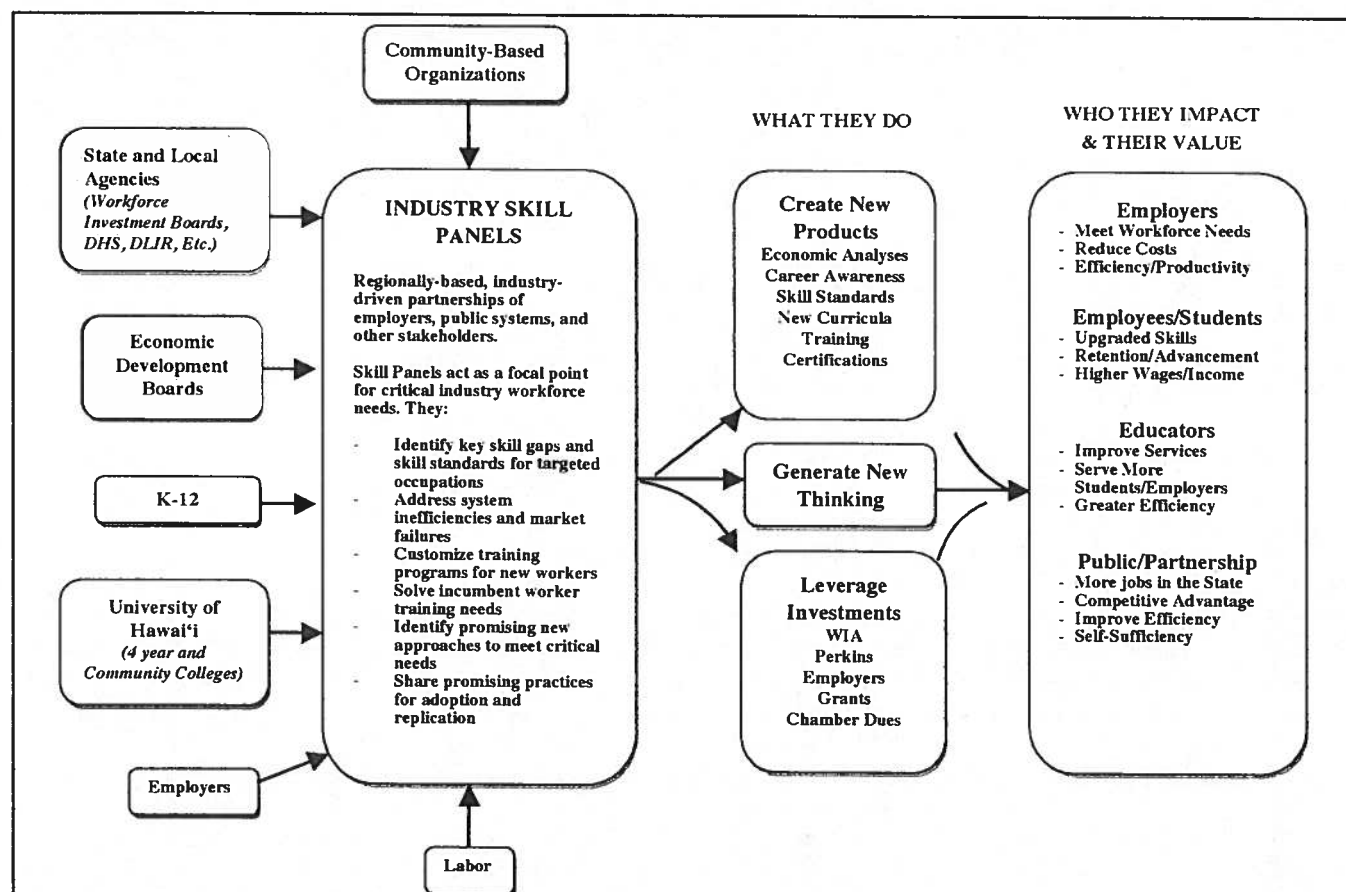 Community-Based
Organizations
State and Local
Agencies
(Workforce
Investment Boards,
DHS, DLIR, Etc.)
Economic
Development
Boards
K-12
University of
Hawai‘i
(4 year and
Community Colleges)
Employers
Labor
INDUSTRY SKILL
PANELS
Regionally-based, industry-
driven partnerships of
employers, public systems, and
other stakeholders.
Skill Panels act as a focal point
for critical industry workforce
needs. They:
- Identify key skill gaps and
skill standards for targeted
occupations
- Address system
inefficiencies and market
failures
- Customize training
programs for new workers
- Solve incumbent worker
training needs
- Identify promising new
approaches to meet critical
needs
- Share promising practices
for adoption and
replication
WHAT THEY DO
Create New
Products
Economic Analyses
Career Awareness
Skill Standards
New Curricula
Training
Certifications
Generate New
Thinking
Leverage
Investments
WIA
Perkins
Employers
Grants
Chamber Dues
WHO THEY IMPACT
& THEIR VALUE
Employers
- Meet Workforce Needs
- Reduce Costs
- Efficiency/Productivity
Employees/Students
- Upgraded Skills
- Retention/Advancement
- Higher Wages/Income
Educators
- Improve Services
- Serve More
Students/Employers
- Greater Efficiency
Public/Partnership
- More jobs in the State
- Competitive Advantage
- Improve Efficiency
- Self-Sufficiency